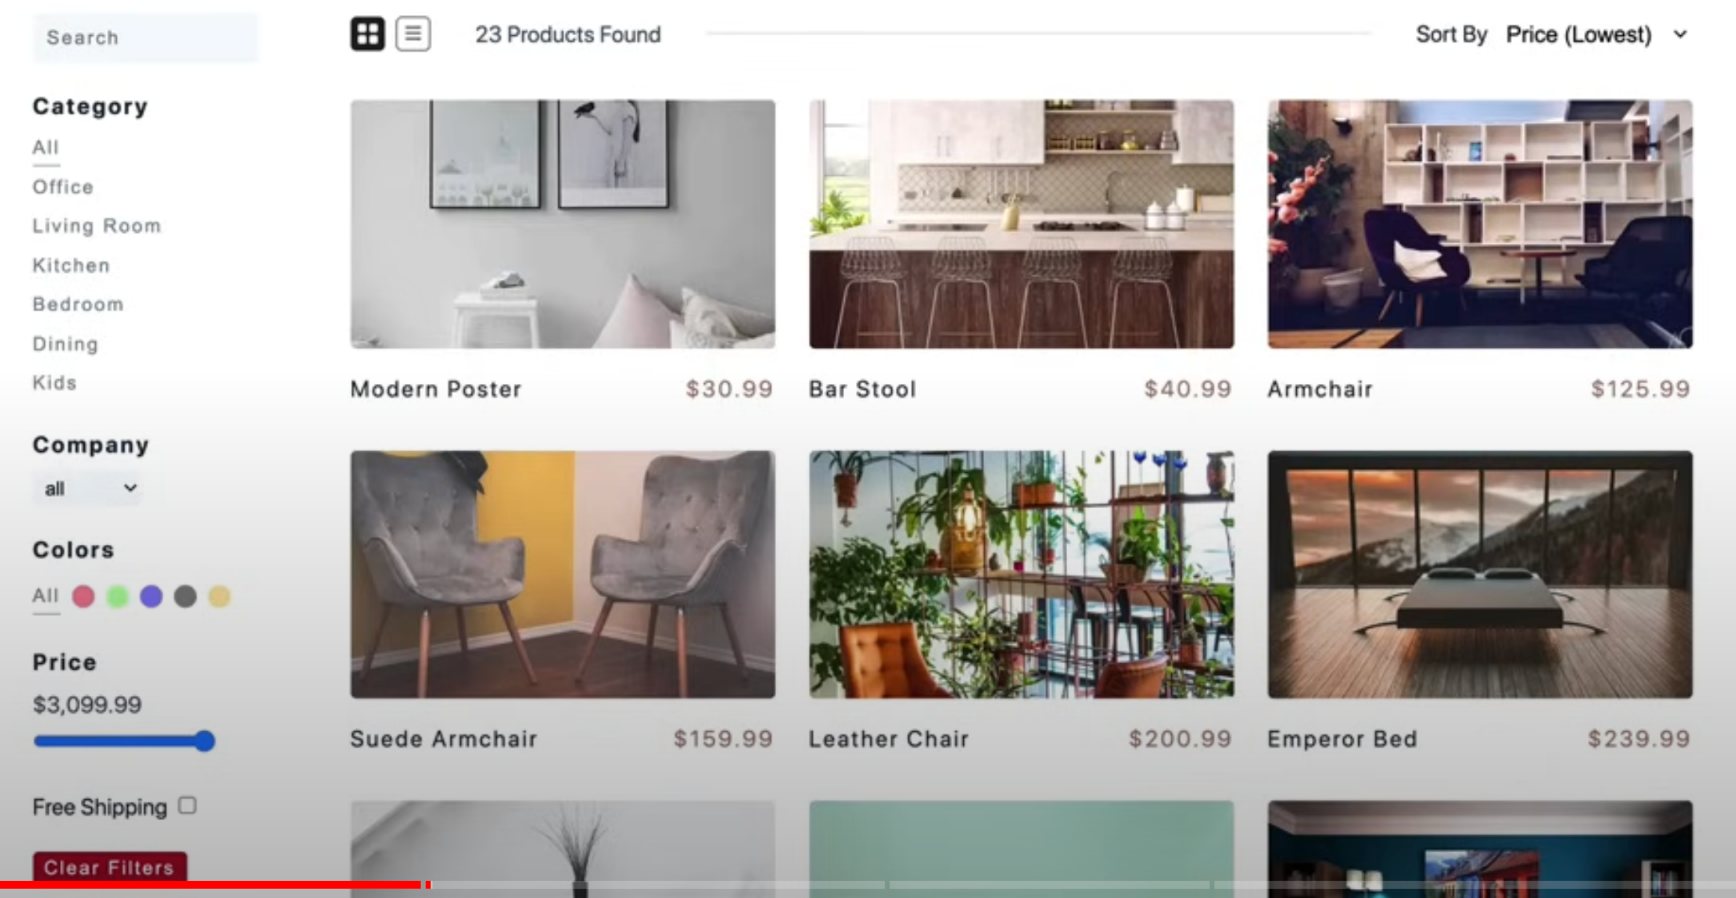 Search
23 Products Found
Sort By Price (Lowest)
Category
All
Office
Living Room
Kitchen
Bedroom
Dining
Kids
Company
all
Colors
All
Price
$3,099.99
Free Shipping
Clear Filters
Modern Poster $30.99
Bar Stool $40.99
Armchair $125.99
Suede Armchair $159.99
Leather Chair $200.99
Emperor Bed $239.99